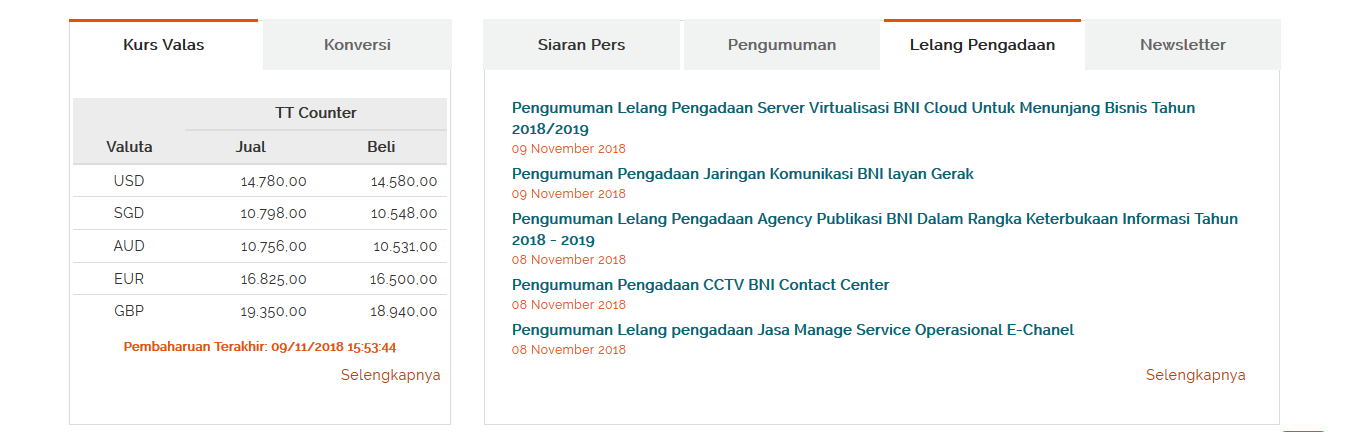 Kurs Valas Konversi
TT Counter
Valuta Jual Beli
USD 14.780,00 14.580,00
SGD 10.798,00 10.548,00
AUD 10.756,00 10.531,00
EUR 16.825,00 16.500,00
GBP 19.350,00 18.940,00
Pembaharuan Terakhir: 09/11/2018 15:53:44
Selengkapnya
Siaran Pers Pengumuman Lelang Pengadaan Newsletter
Pengumuman Lelang Pengadaan Server Virtualisasi BNI Cloud Untuk Menunjang Bisnis Tahun
2018/2019
09 November 2018
Pengumuman Pengadaan Jaringan Komunikasi BNI layan Gerak
09 November 2018
Pengumuman Lelang Pengadaan Agency Publikasi BNI Dalam Rangka Keterbukaan Informasi Tahun
2018 - 2019
08 November 2018
Pengumuman Pengadaan CCTV BNI Contact Center
08 November 2018
Pengumuman Lelang pengadaan Jasa Manage Service Operasional E-Chanel
08 November 2018
Selengkapnya